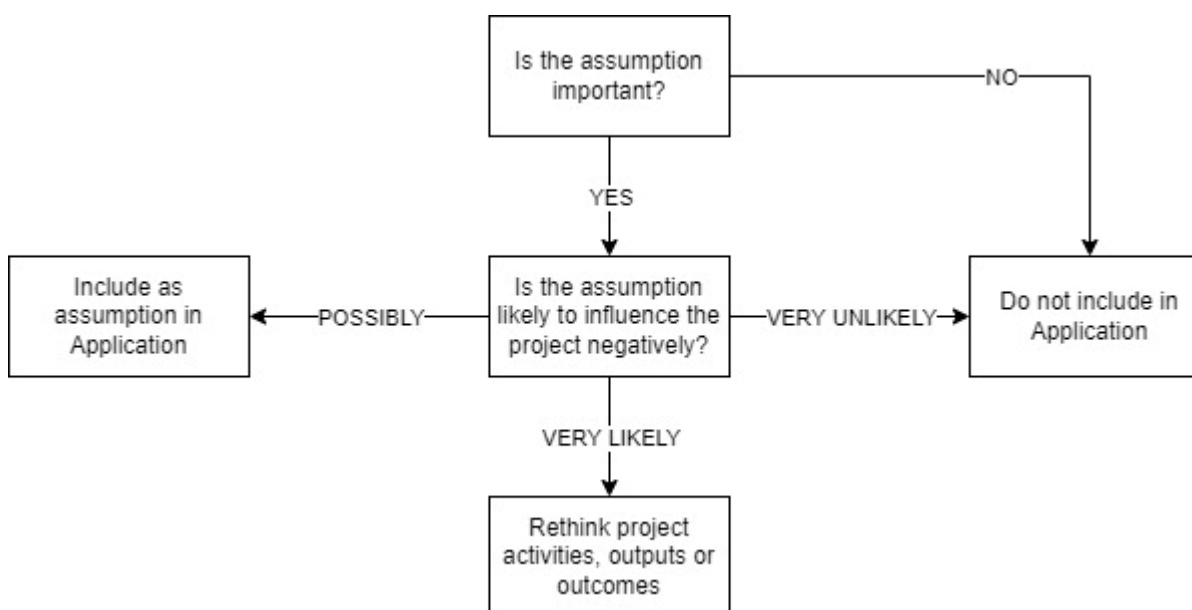 Is the assumption
important?
NO
YES
Include as
assumption in
Application
POSSIBLY
Is the assumption
likely to influence the
project negatively?
VERY UNLIKELY
Do not include in
Application
VERY LIKELY
Rethink project
activities, outputs or
outcomes